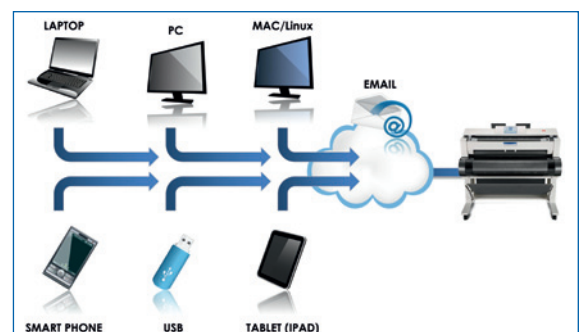 LAPTOP
PC
MAC/Linux
EMAIL
@
SMART PHONE
USB
TABLET (IPAD)